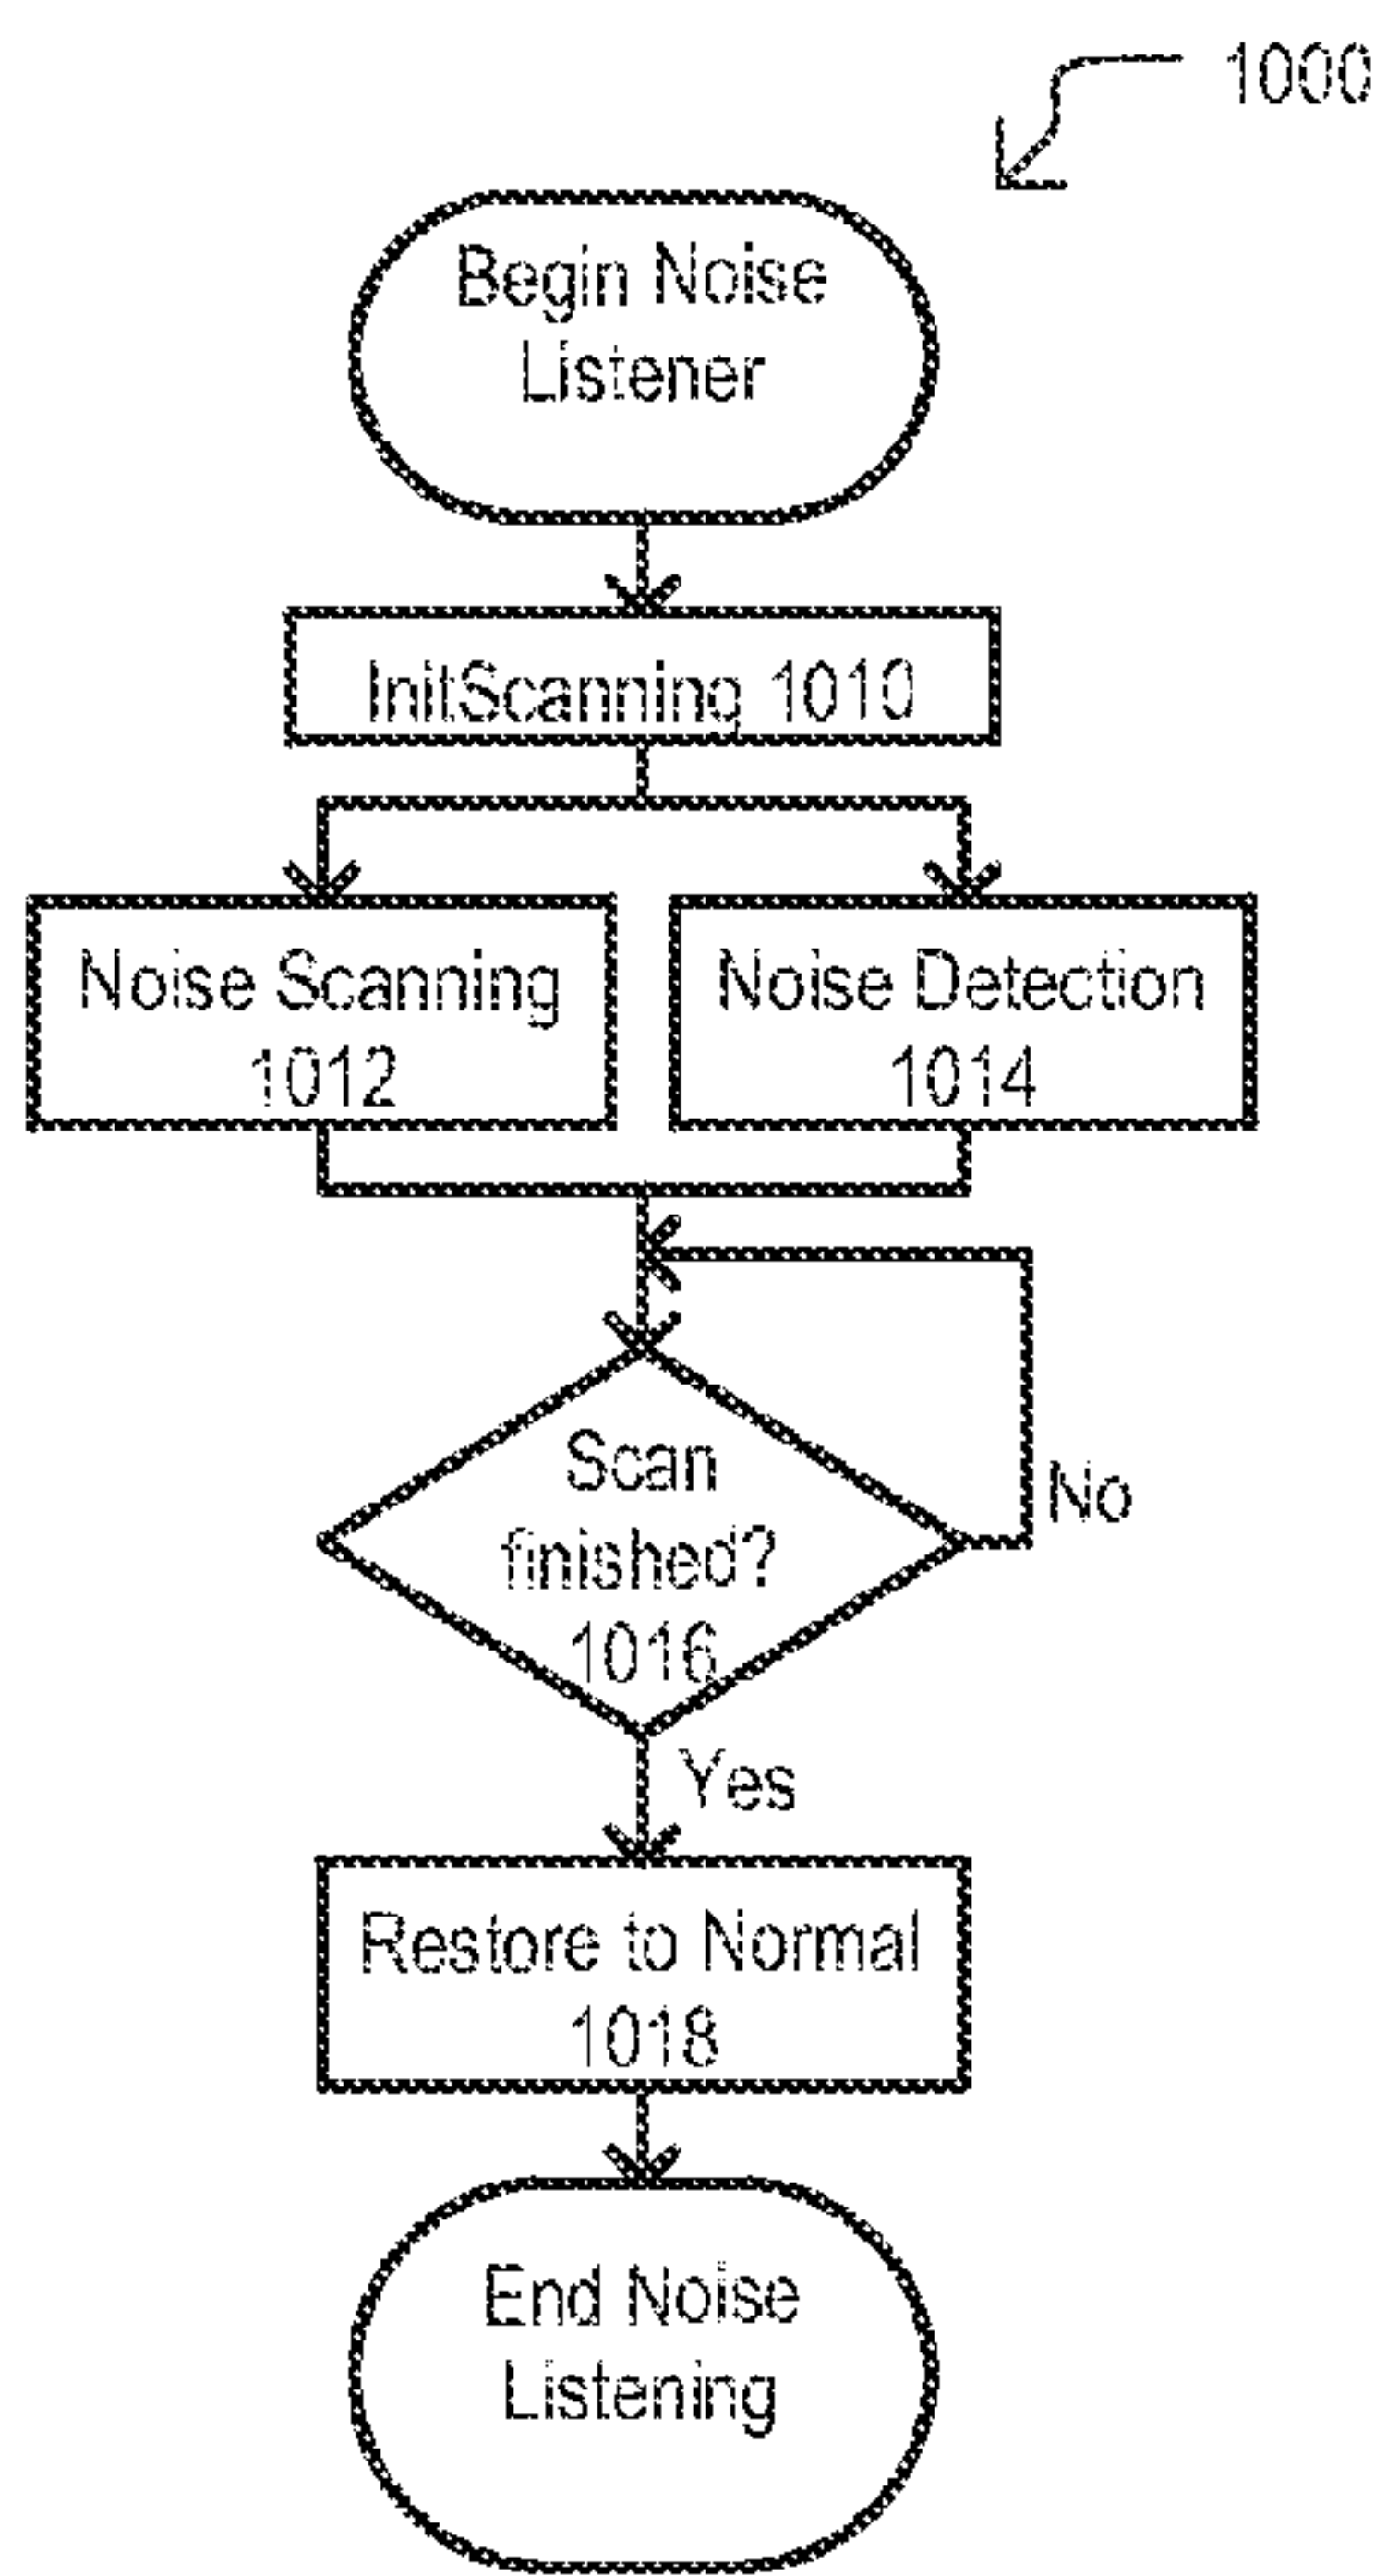 1000
Begin Noise
Listener
InitScanning 1010
Noise Scanning
1012
Noise Detection
1014
Scan
finished?
1016
No
Yes
Restore to Normal
1018
End Noise
Listening